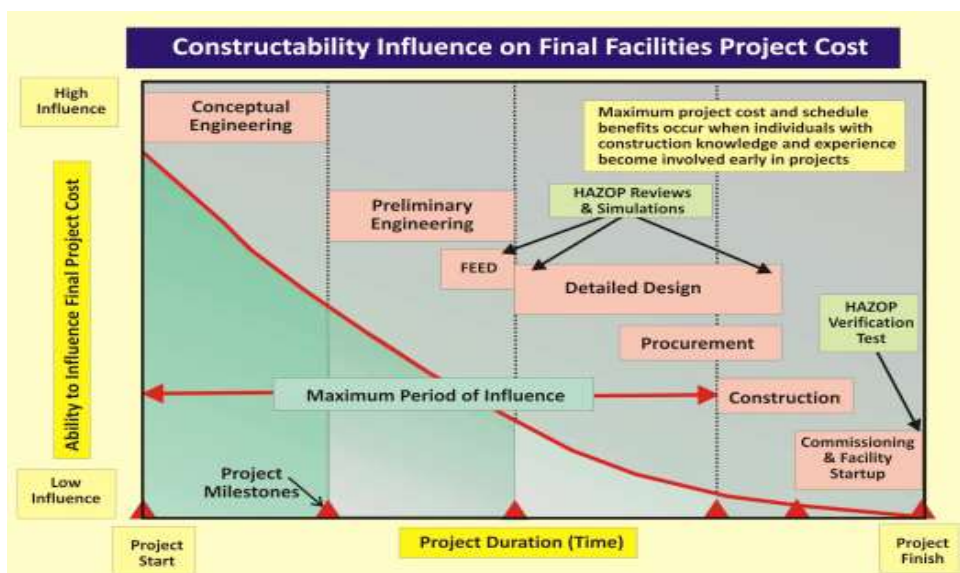 Constructability Influence on Final Facilities Project Cost
High
Influence
Conceptual
Engineering
Maximum project cost and schedule
benefits occur when individuals with
construction knowledge and experience
become involved early in projects
Ability to Influence Final Project Cost
Preliminary
Engineering
HAZOP Reviews
& Simulations
FEED
Detailed Design
HAZOP
Verification
Test
Procurement
Maximum Period of Influence
Construction
Commissioning
& Facility
Startup
Low
Influence
Project
Milestones
Project
Start
Project Duration (Time)
Project
Finish